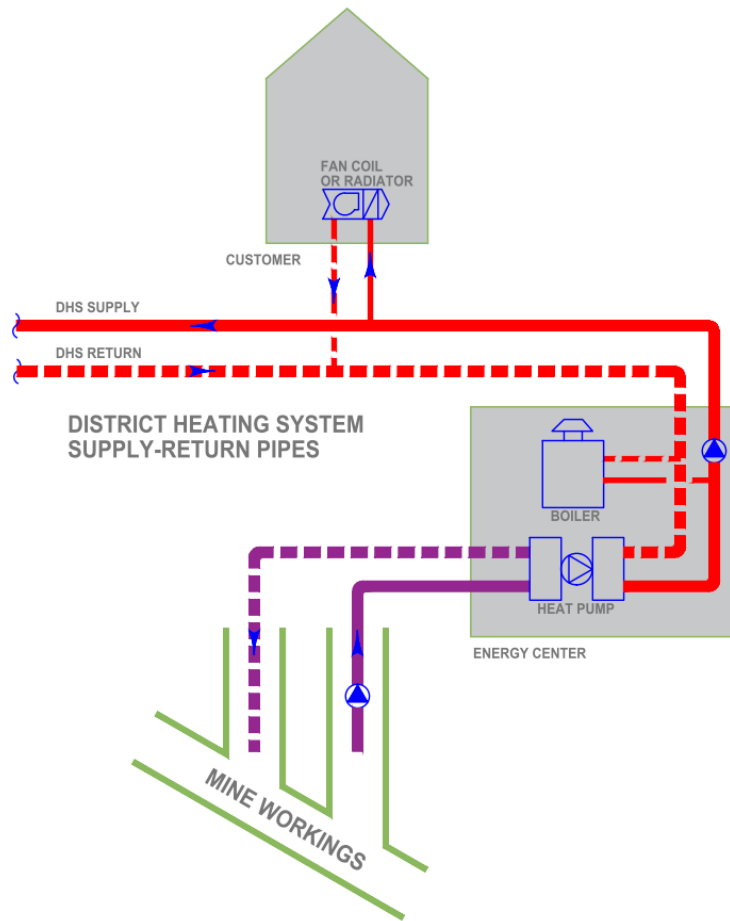 FAN COIL
OR RADIATOR
CUSTOMER
DHS SUPPLY
DHS RETURN
DISTRICT HEATING SYSTEM
SUPPLY-RETURN PIPES
BOILER
HEAT PUMP
ENERGY CENTER
MINE WORKINGS